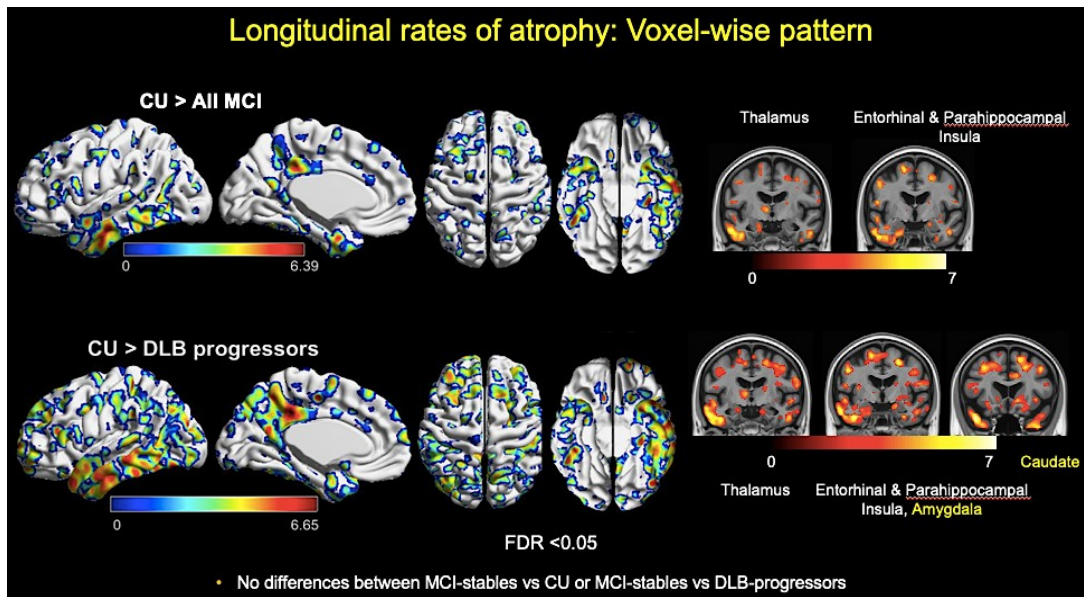 Longitudinal rates of atrophy: Voxel-wise pattern
CU > All MCI
Thalamus
Entorhinal & Parahippocampal
Insula
0
6.39
0
7
CU > DLB progressors
0
7
Caudate
0
6.65
Thalamus
Entorhinal & Parahippocampal
Insula, Amygdala
FDR <0.05
• No differences between MCI-stables vs CU or MCI-stables vs DLB-progressors